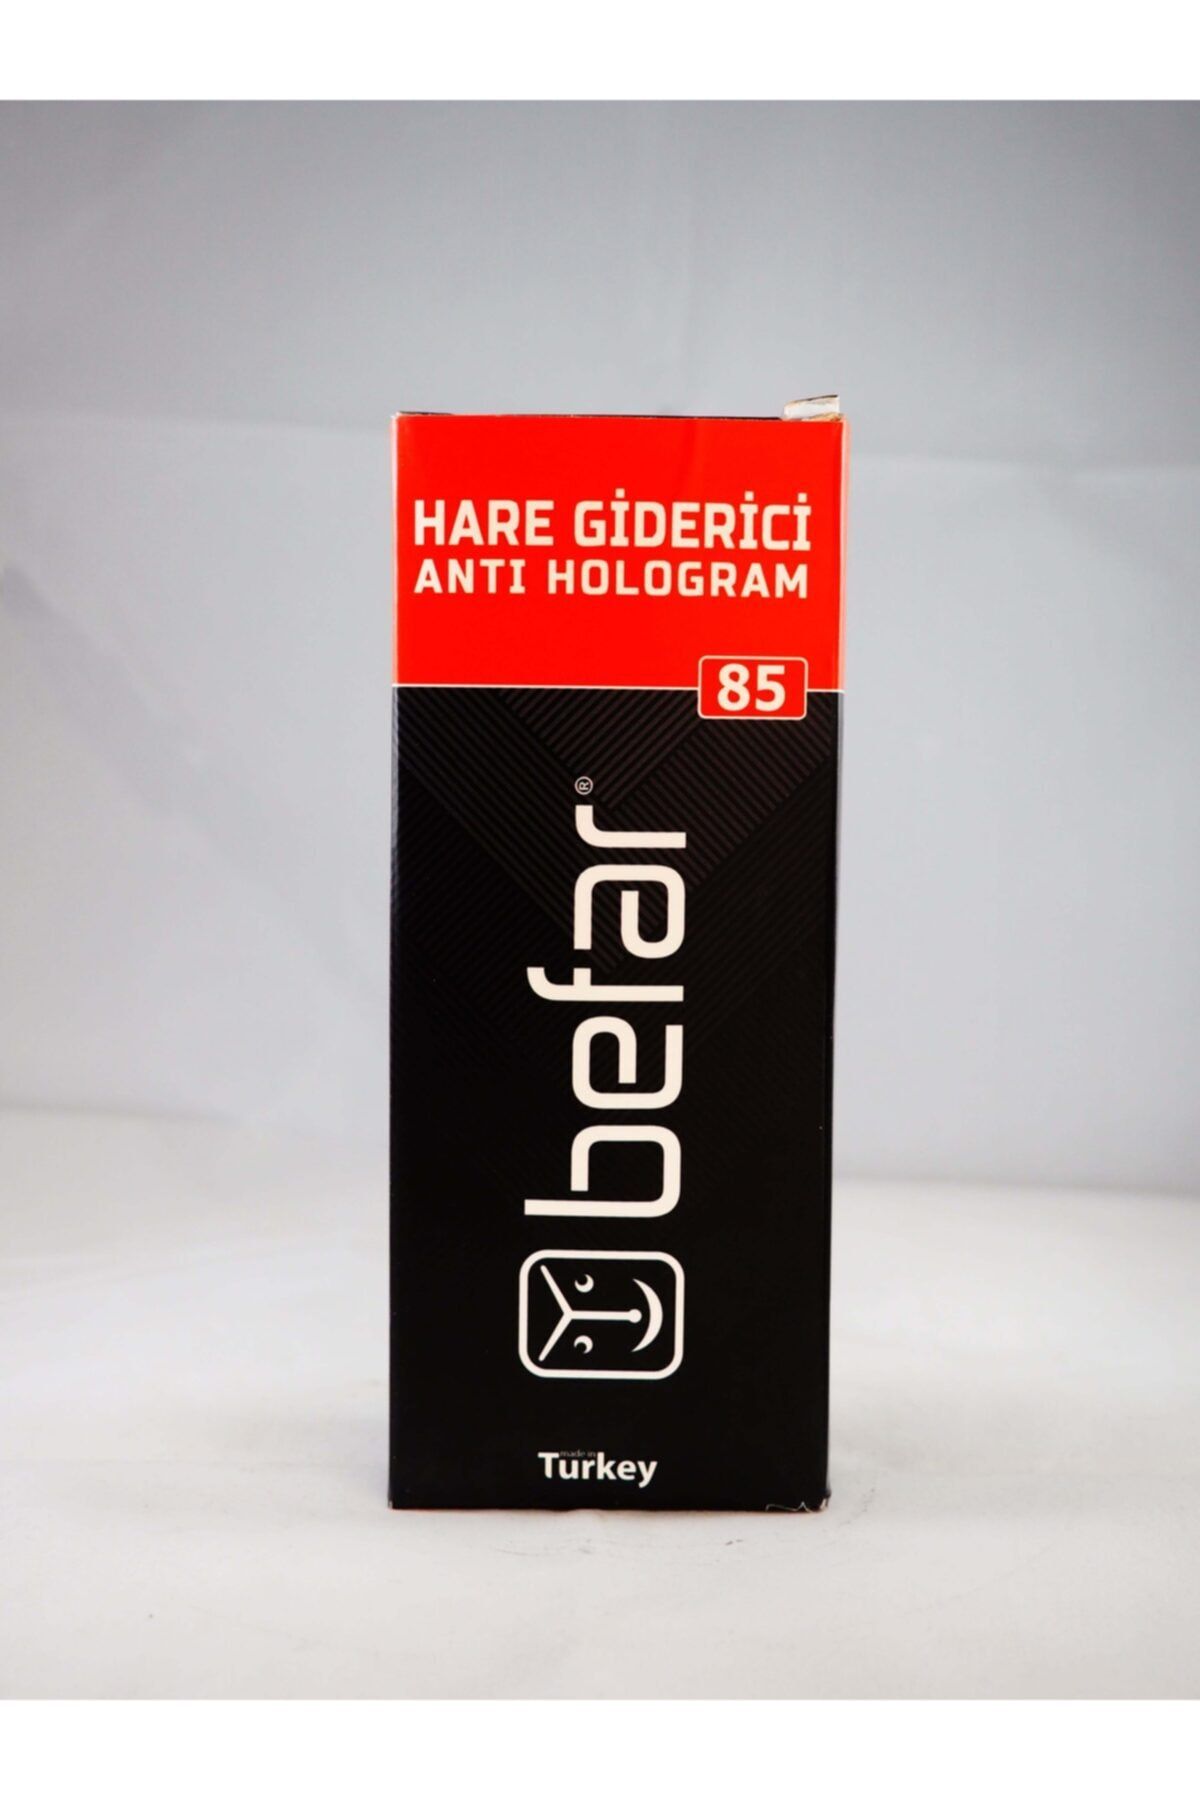 HARE GİDERİCİ
ANTI HOLOGRAM
85
befar®
made in
Turkey